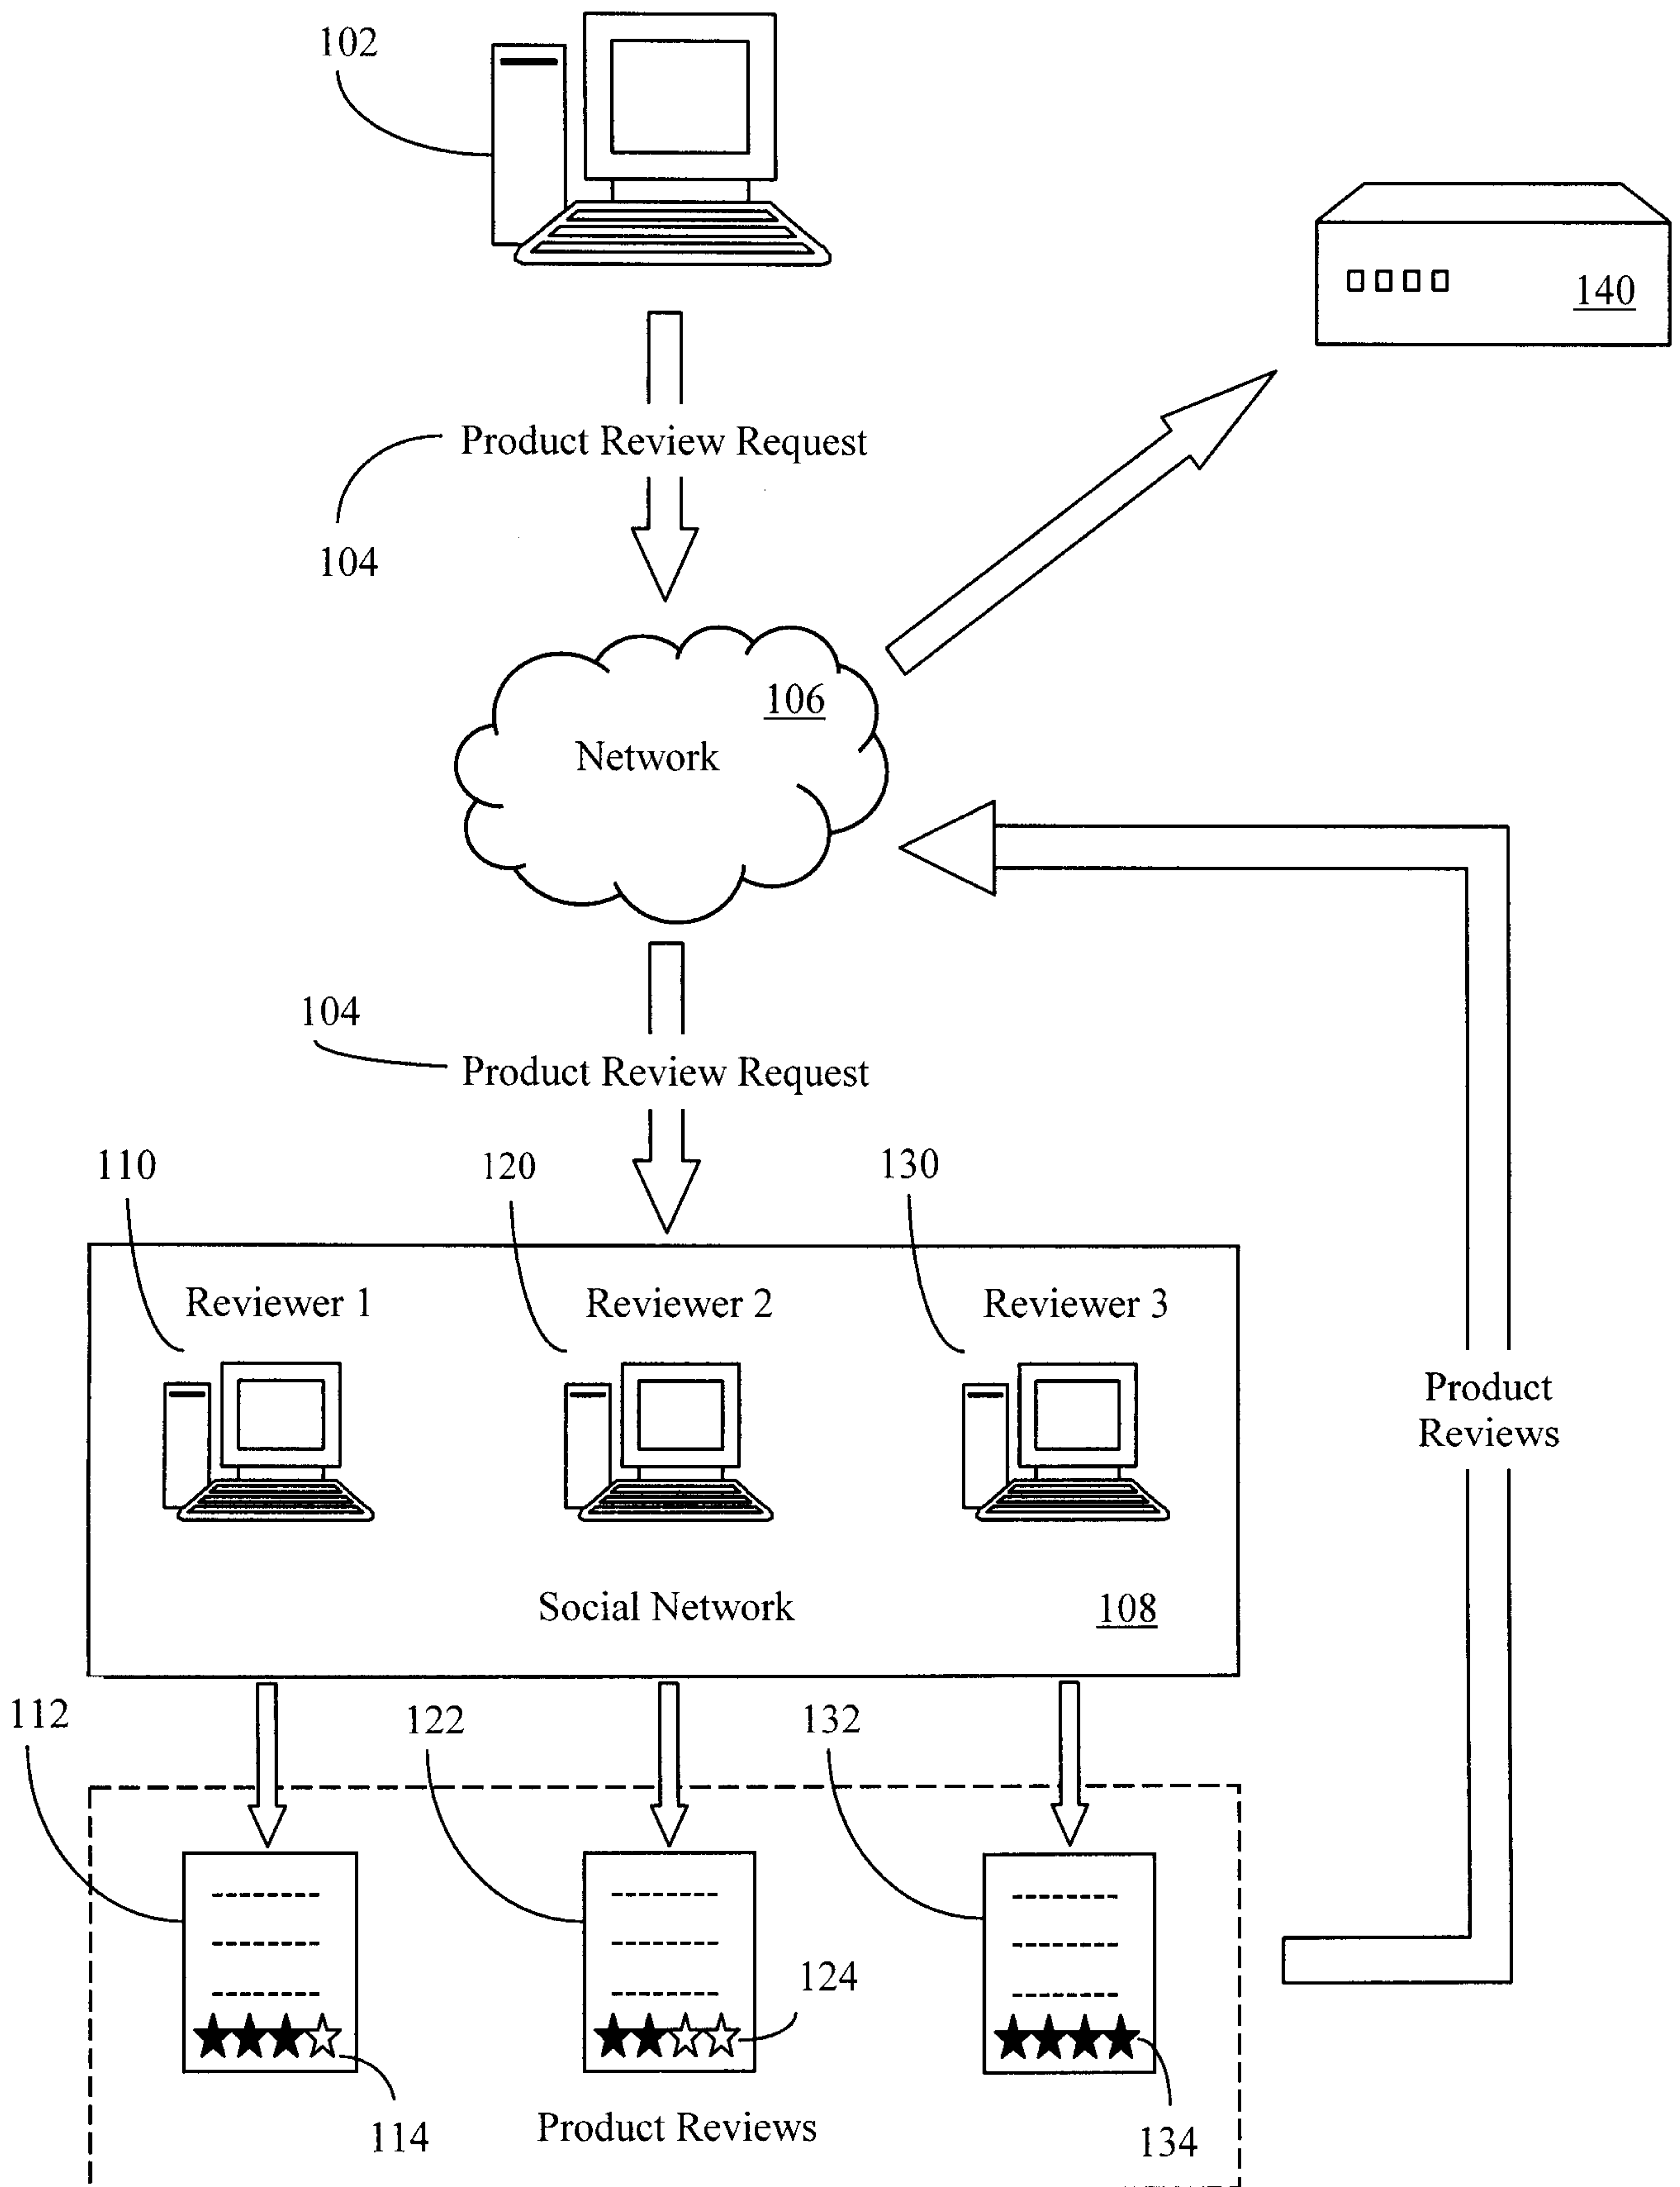 102
140
Product Review Request
104
106
Network
104
Product Review Request
110
120
130
Reviewer 1
Reviewer 2
Reviewer 3
Product
Reviews
Social Network
108
112
122
132
124
114
Product Reviews
134